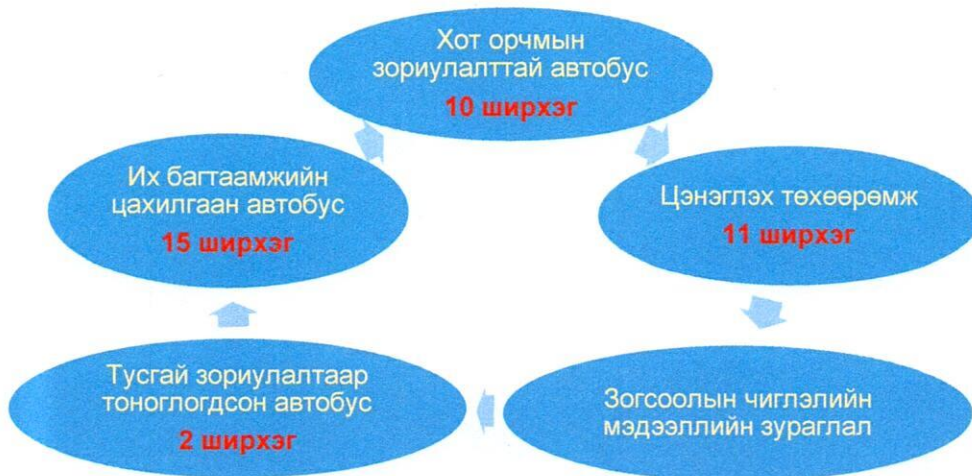 Хот орчмын
зориулалттай автобус
10 ширхэг
Цэнэглэх төхөөрөмж
11 ширхэг
Зогсоолын чиглэлийн
мэдээллийн зураглал
Тусгай зориулалтаар
тоноглогдсон автобус
2 ширхэг
Их багтаамжийн
цахилгаан автобус
15 ширхэг